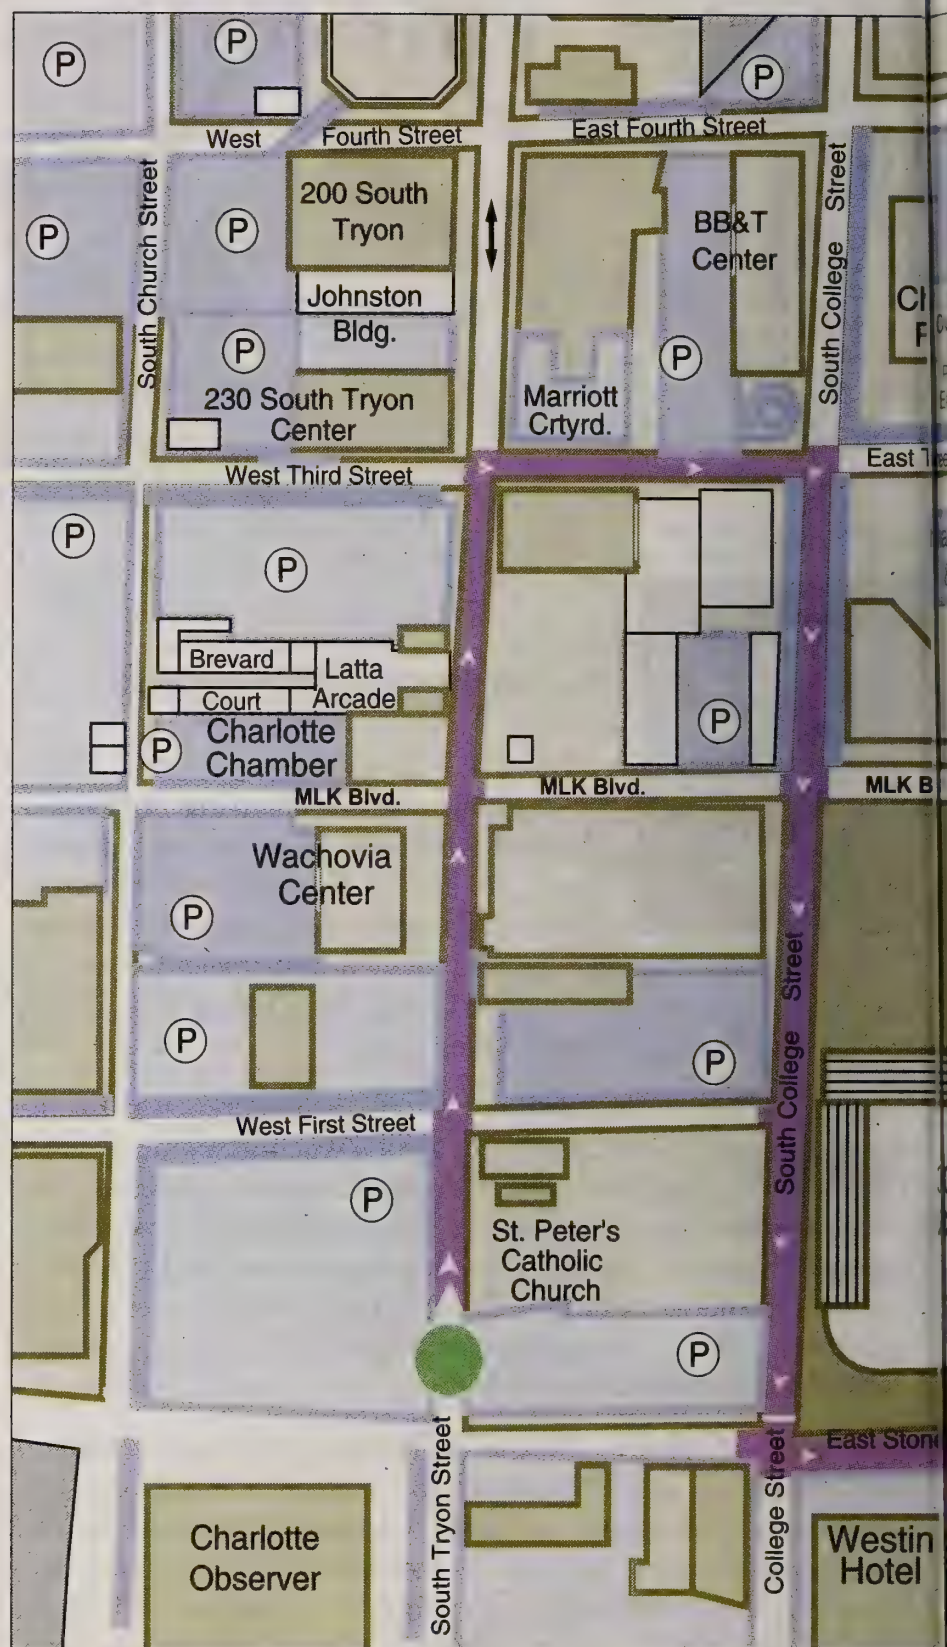 P
P
P
West
Fourth Street
East Fourth Street
South Church Street
P
P
200 South
Tryon
BB&T
Center
South College Street
Johnston
Bldg.
P
P
230 South Tryon
Center
Marriott
Crtyrd.
West Third Street
East
P
P
Brevard
Court
Latta
Arcade
P
Charlotte
Chamber
P
MLK Blvd.
MLK Blvd.
MLK B
Wachovia
Center
P
P
P
South College Street
West First Street
P
St. Peter's
Catholic
Church
P
South Tryon Street
College Street
East Ston
Charlotte
Observer
Westin
Hotel